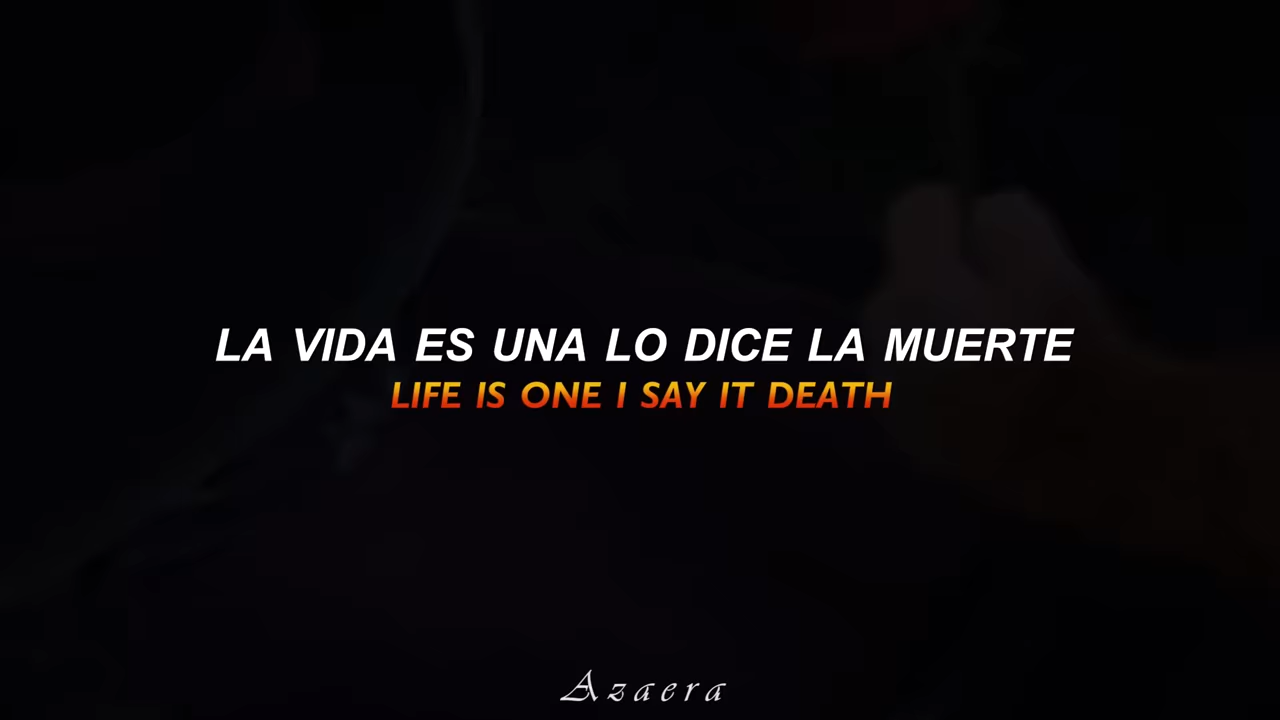 LA VIDA ES UNA LO DICE LA MUERTE
LIFE IS ONE I SAY IT DEATH
Azaera